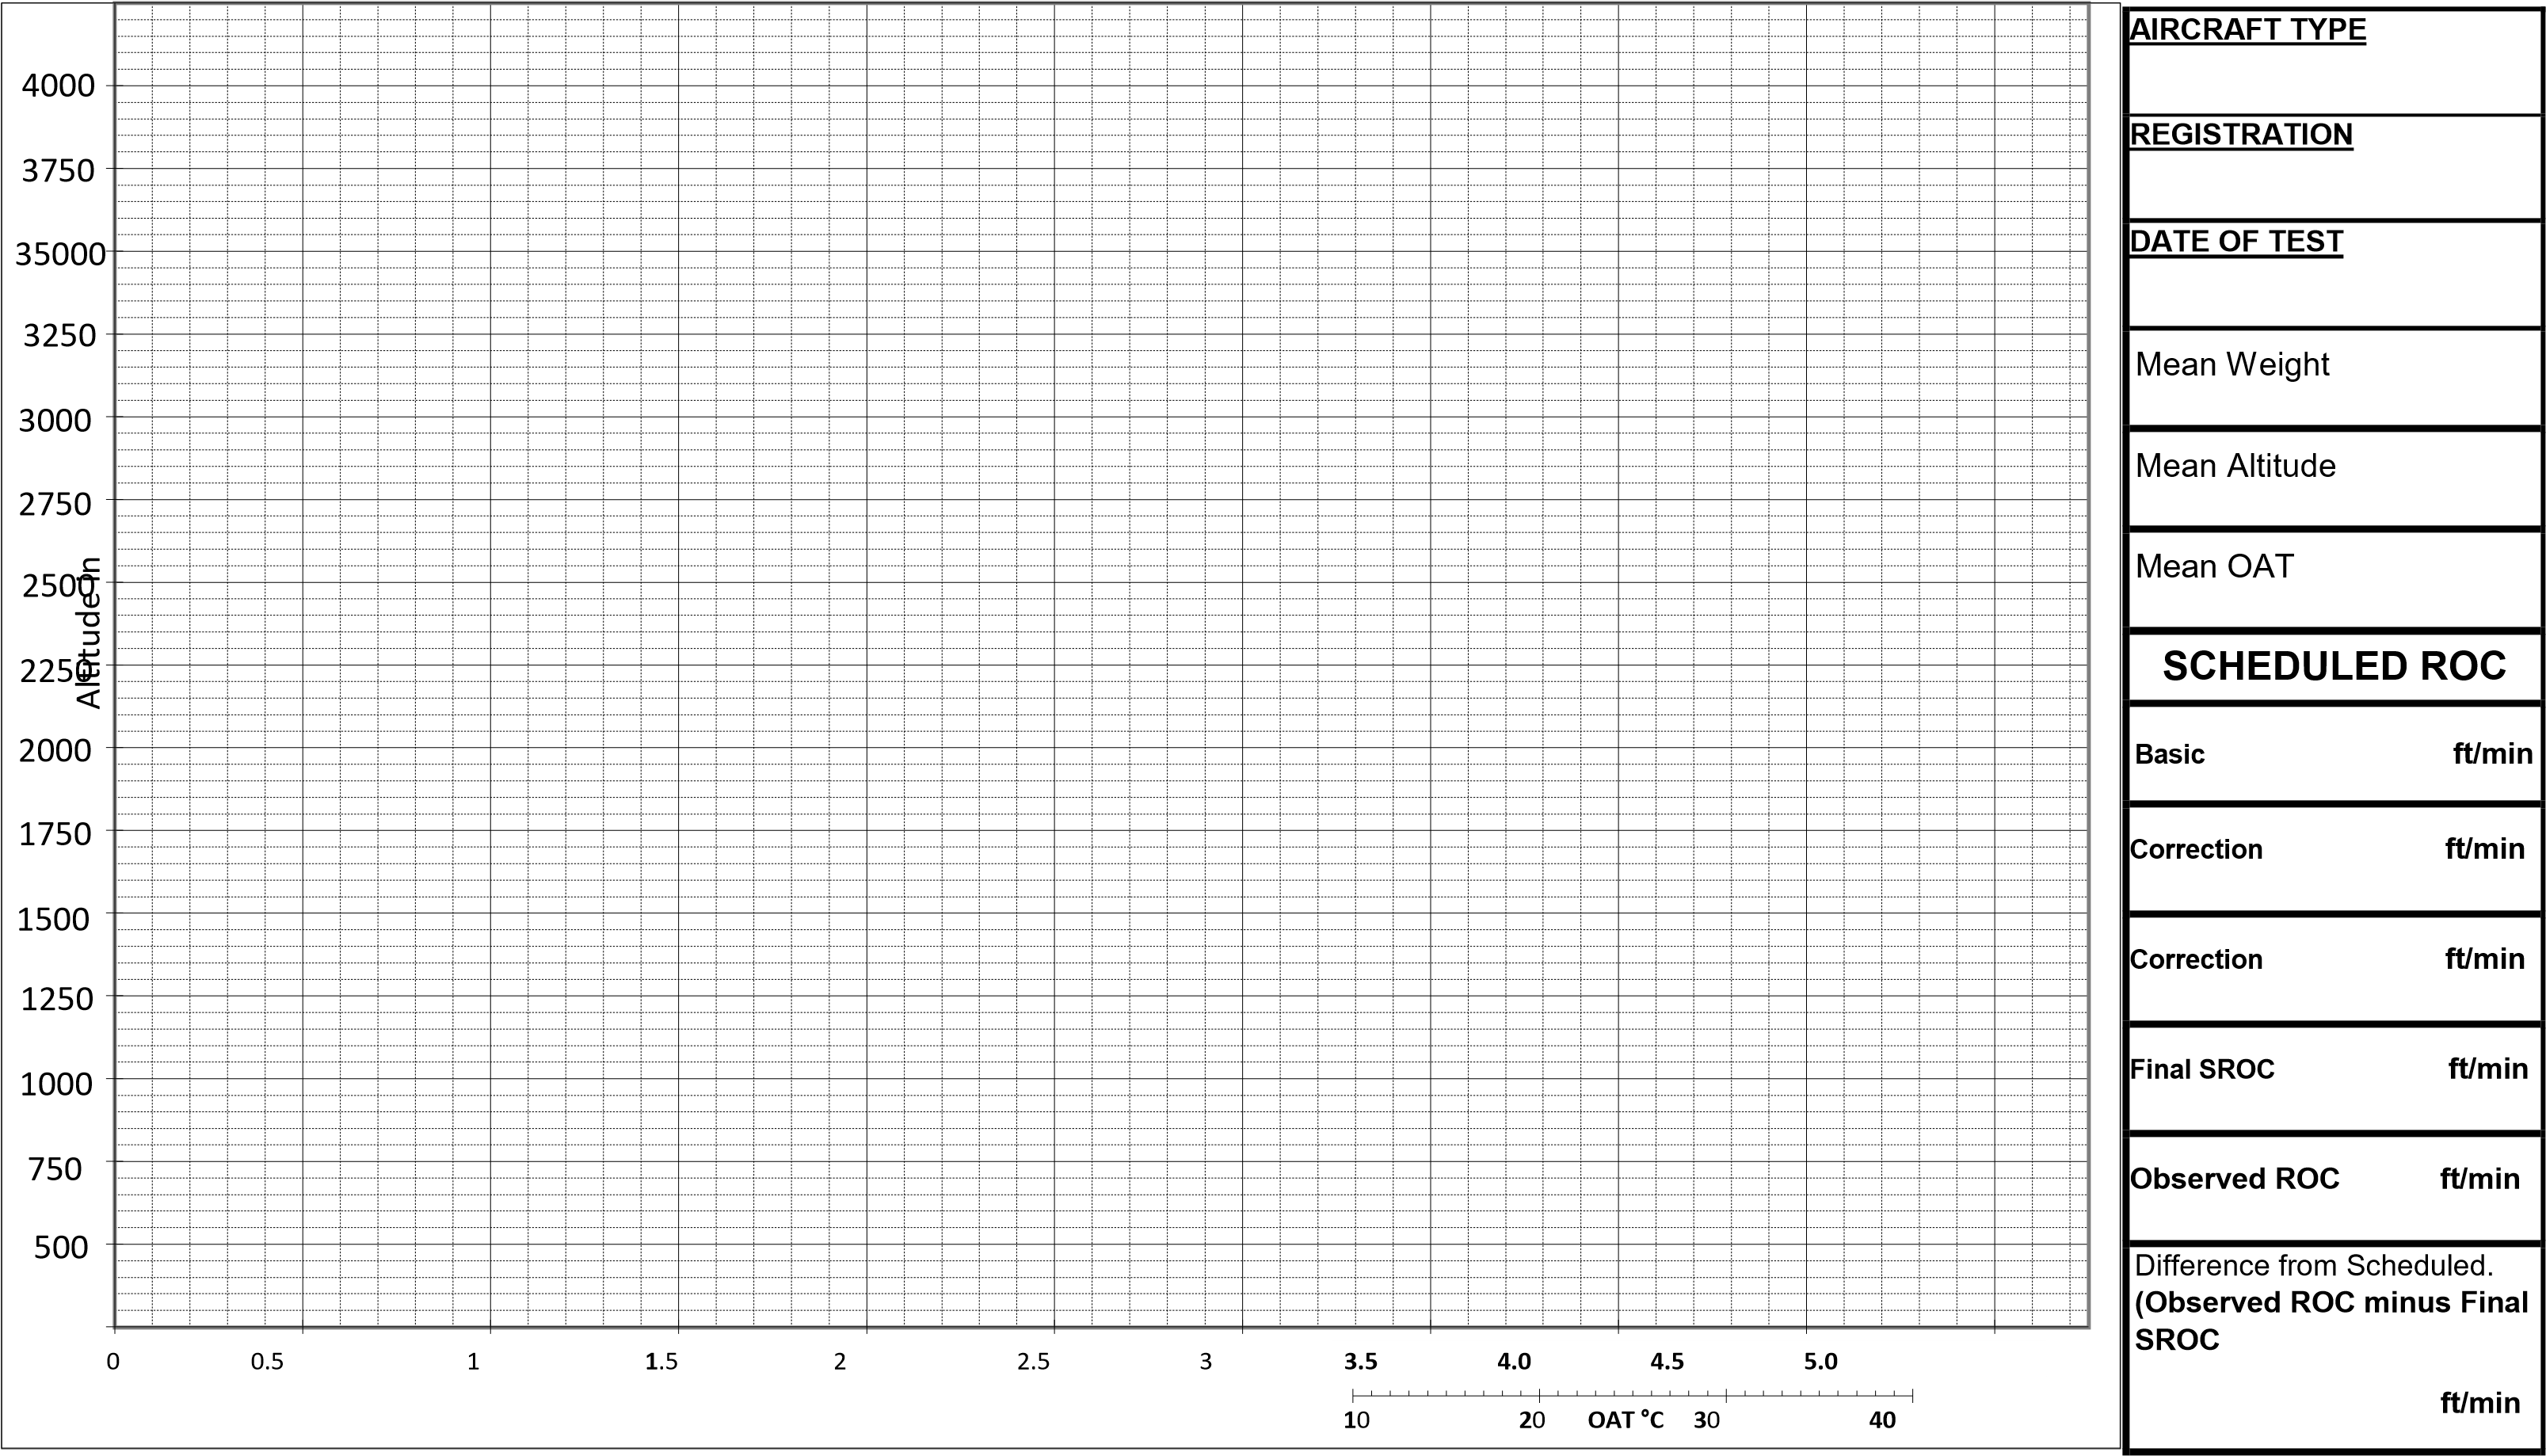 4000
3750
35000
3250
3000
2750
2500
2250
2000
1750
1500
1250
1000
750
500
Altitude in
0 0.5 1 1.5 2 2.5 3 3.5 4.0 4.5 5.0
10 20 OAT °C 30 40
AIRCRAFT TYPE
REGISTRATION
DATE OF TEST
Mean Weight
Mean Altitude
Mean OAT
SCHEDULED ROC
Basic ft/min
Correction ft/min
Correction ft/min
Final SROC ft/min
Observed ROC ft/min
Difference from Scheduled.
(Observed ROC minus Final
SROC
ft/min